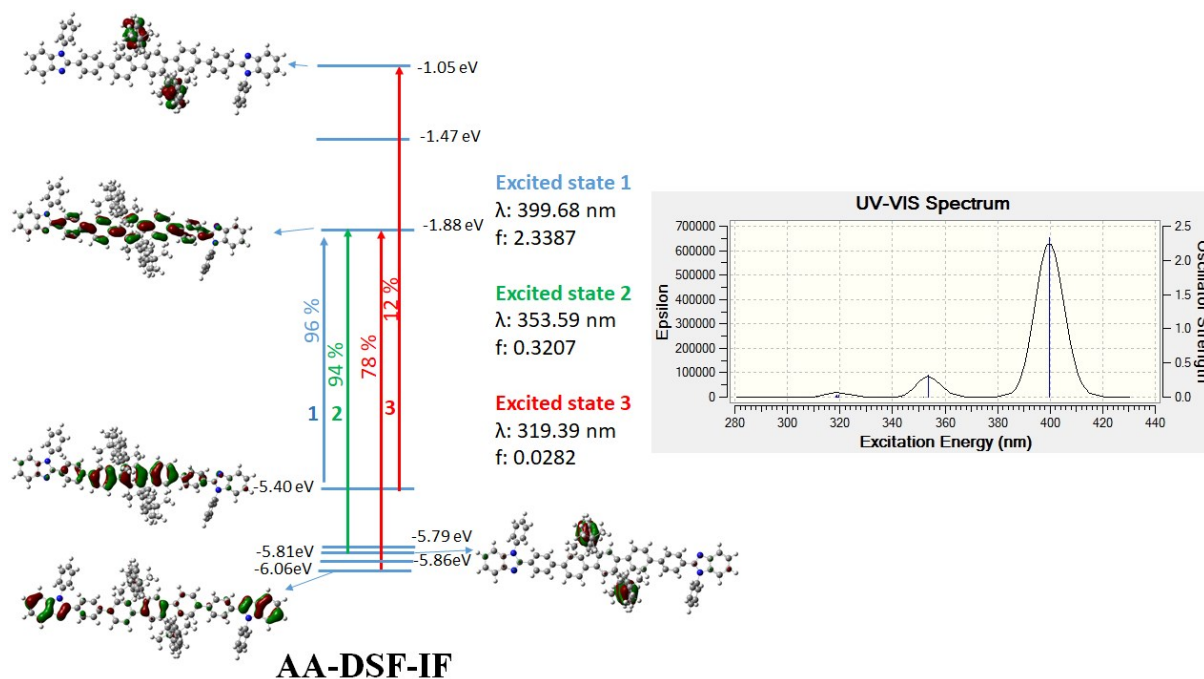 -1.05 eV
-1.47 eV
-1.88 eV
96 %
94 %
78 %
12 %
1
2
3
-5.40 eV
-5.79 eV
-5.81eV
-5.86eV
-6.06eV
Excited state 1
λ: 399.68 nm
f: 2.3387
Excited state 2
λ: 353.59 nm
f: 0.3207
Excited state 3
λ: 319.39 nm
f: 0.0282
UV-VIS Spectrum
700000
600000
500000
400000
300000
200000
100000
0
Epsilon
2.5
2.0
1.5
1.0
0.5
0.0
Oscillator Strength
280
300
320
340
360
380
400
420
440
Excitation Energy (nm)
AA-DSF-IF